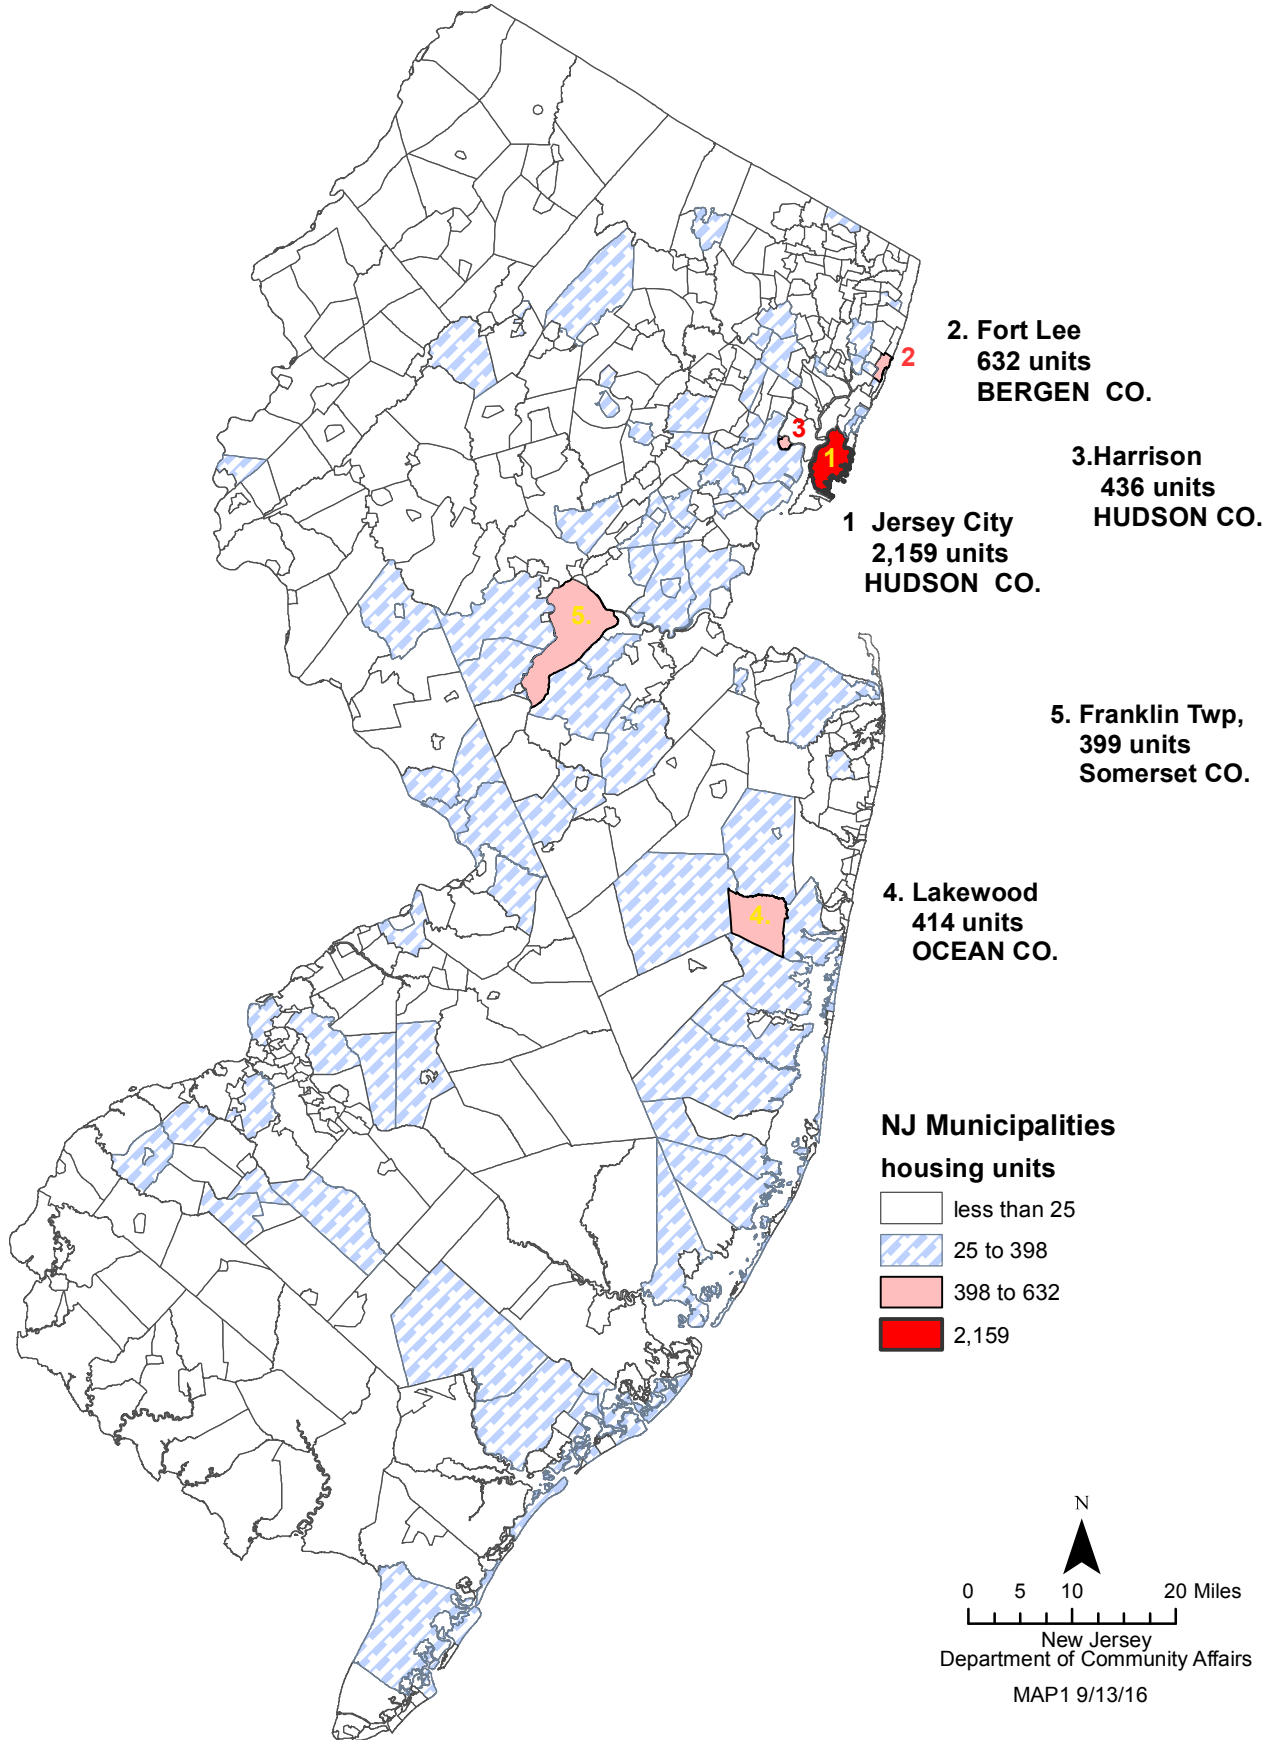 2. Fort Lee
632 units
BERGEN CO.
2
3
3.Harrison
436 units
HUDSON CO.
1
1 Jersey City
2,159 units
HUDSON CO.
5.
5. Franklin Twp,
399 units
Somerset CO.
4.
4. Lakewood
414 units
OCEAN CO.
NJ Municipalities
housing units
less than 25
25 to 398
398 to 632
2,159
N
0 5 10 20 Miles
New Jersey
Department of Community Affairs
MAP1 9/13/16